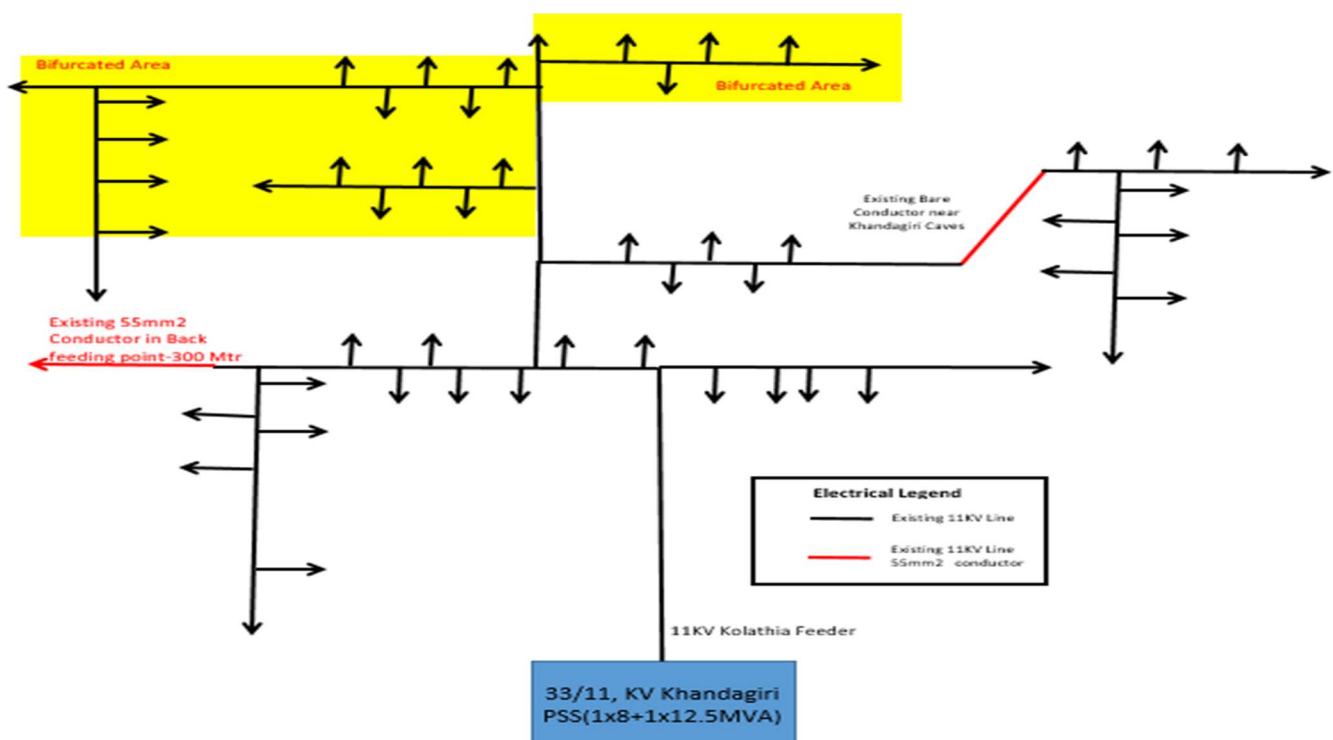 Bifurcated Area
Bifurcated Area
Existing Bare
Conductor near
Khandagiri Caves
Existing 55mm2
Conductor in Back
feeding point-300 Mtr
Electrical Legend
Existing 11KV Line
Existing 11KV Line
55mm2 conductor
11KV Kolathia Feeder
33/11, KV Khandagiri
PSS(1x8+1x12.5MVA)